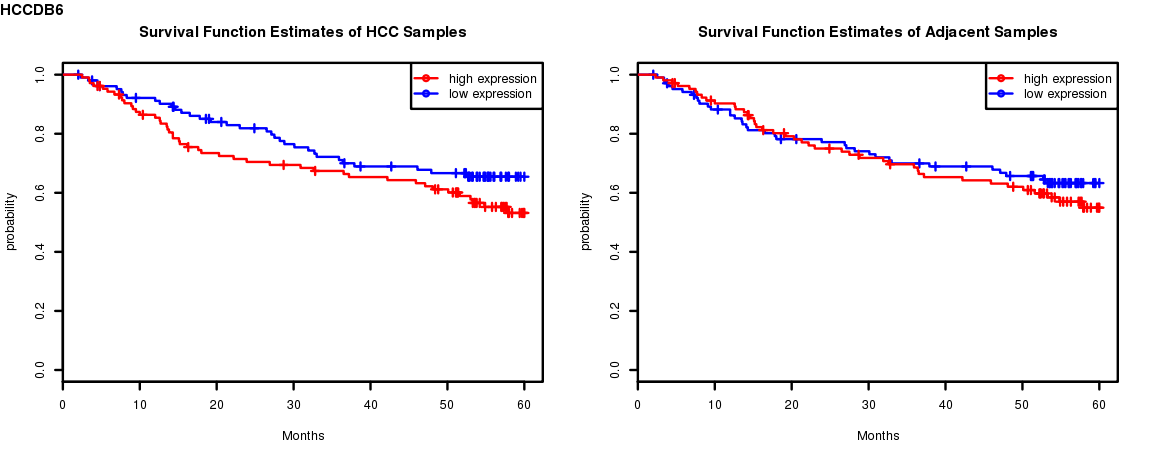 HCCDB6
Survival Function Estimates of HCC Samples
high expression
low expression
probability
1.0
0.8
0.6
0.4
0.2
0.0
0 10 20 30 40 50 60
Months
Survival Function Estimates of Adjacent Samples
high expression
low expression
probability
1.0
0.8
0.6
0.4
0.2
0.0
0 10 20 30 40 50 60
Months